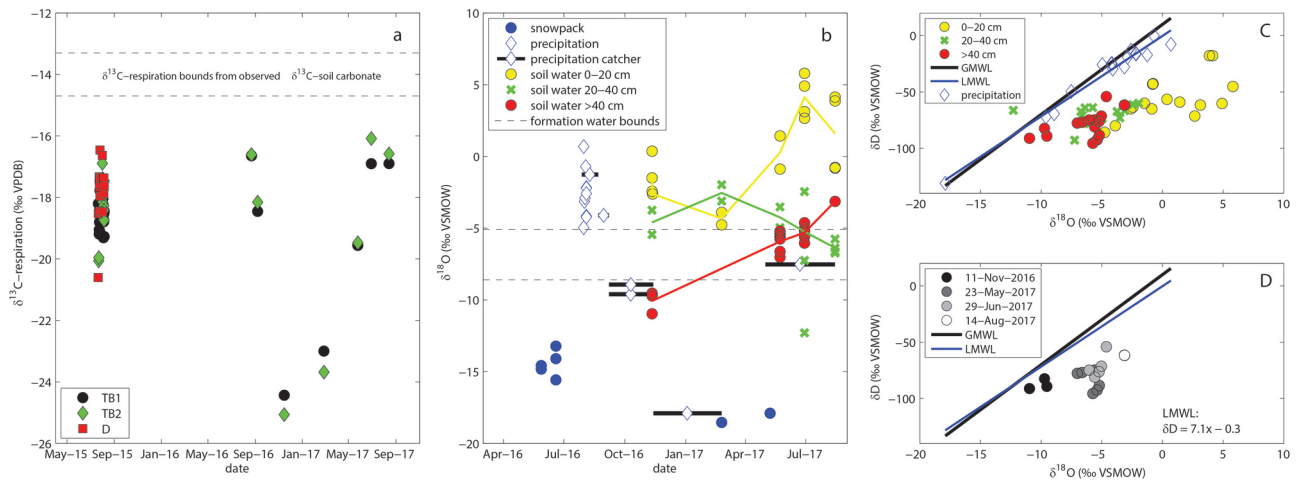 a
δ¹³C−respiration bounds from observed δ¹³C−soil carbonate
δ¹³C−respiration (‰ VPDB)
−12
−14
−16
−18
−20
−22
−24
−26
TB1
TB2
D
May−15 Sep−15 Jan−16 May−16 Sep−16 Jan−17 May−17 Sep−17
date
b
snowpack
precipitation
precipitation catcher
soil water 0−20 cm
soil water 20−40 cm
soil water >40 cm
formation water bounds
δ¹⁸O (‰ VSMOW)
10
5
0
−5
−10
−15
−20
Apr−16 Jul−16 Oct−16 Jan−17 Apr−17 Jul−17
date
C
0−20 cm
20−40 cm
>40 cm
GMWL
LMWL
precipitation
δD (‰ VSMOW)
0
−50
−100
−20 −15 −10 −5 0 5 10
δ¹⁸O (‰ VSMOW)
D
11−Nov−2016
23−May−2017
29−Jun−2017
14−Aug−2017
GMWL
LMWL
δD (‰ VSMOW)
0
−50
−100
LMWL:
δD = 7.1x − 0.3
−20 −15 −10 −5 0 5 10
δ¹⁸O (‰ VSMOW)